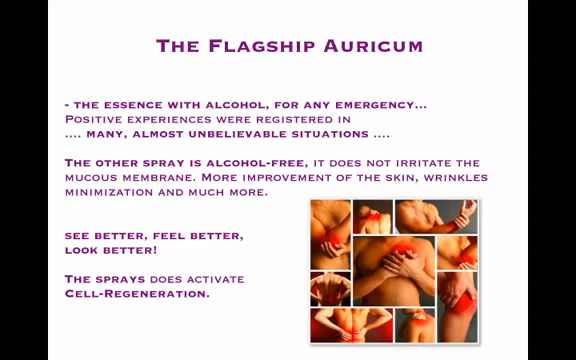 The Flagship Auricum
- the essence with alcohol, for any emergency...
Positive experiences were registered in
.... many, almost unbelievable situations ....
The other spray is alcohol-free, it does not irritate the
mucous membrane. More improvement of the skin, wrinkles
minimization and much more.
see better, feel better,
look better!
The sprays does activate
Cell-Regeneration.